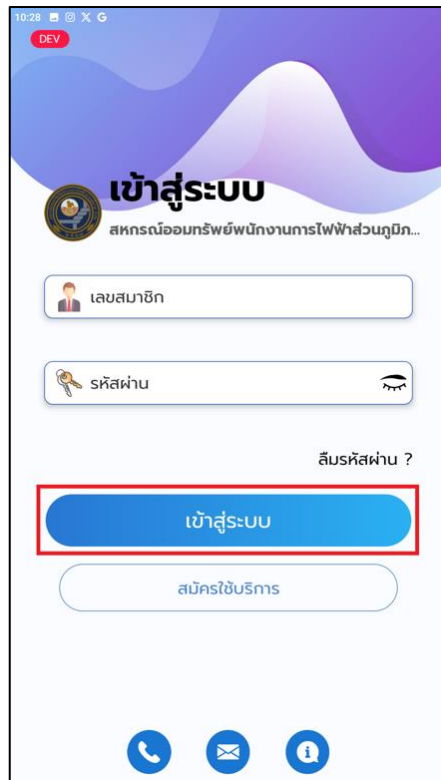 10:28
DEV
เข้าสู่ระบบ
สหกรณ์ออมทรัพย์พนักงานการไฟฟ้าส่วนภูมิภ...
เลขสมาชิก
รหัสผ่าน
ลืมรหัสผ่าน ?
เข้าสู่ระบบ
สมัครใช้บริการ